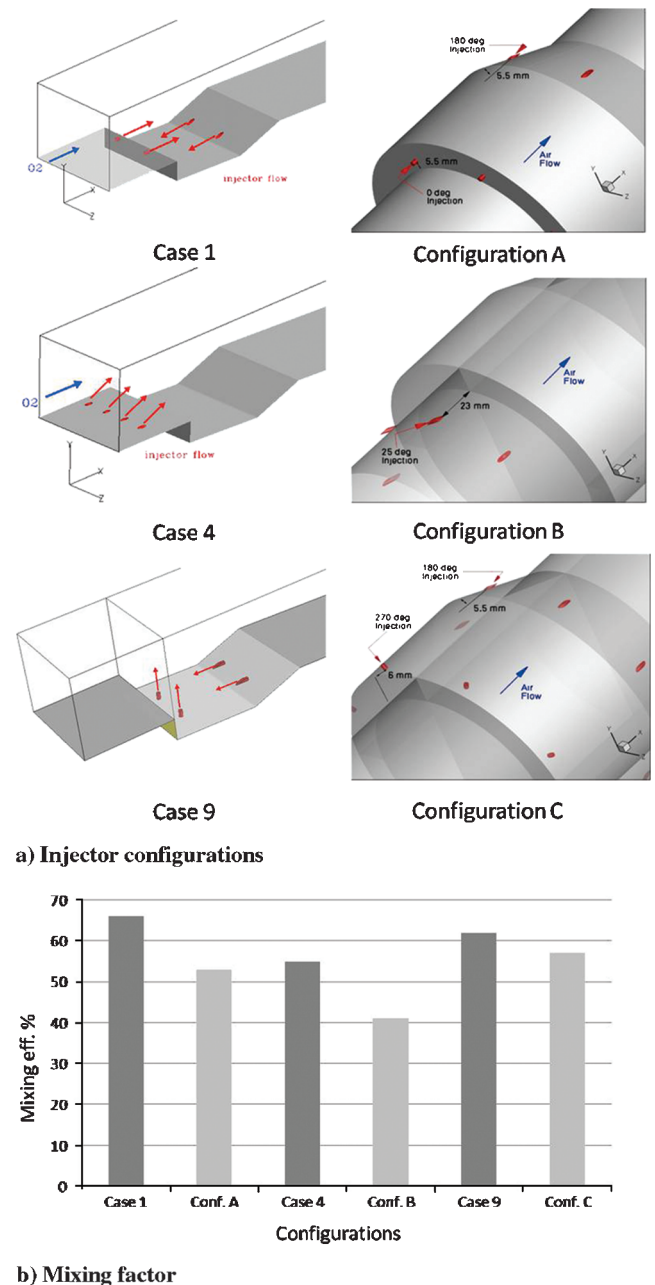 O2
Y
X
Z
injector flow
Case 1
180 deg
Injection
5.5 mm
5.5 mm
0 deg
Injection
Air
Flow
Y
X
Z
Configuration A
O2
Y
X
Z
injector flow
Case 4
23 mm
25 deg
Injection
Air
Flow
Y
X
Z
Configuration B
Case 9
180 deg
Injection
5.5 mm
270 deg
Injection
6 mm
Air
Flow
Y
X
Z
Configuration C
a) Injector configurations
Mixing eff. %
70
60
50
40
30
20
10
0
Case 1 Conf. A Case 4 Conf. B Case 9 Conf. C
Configurations
b) Mixing factor